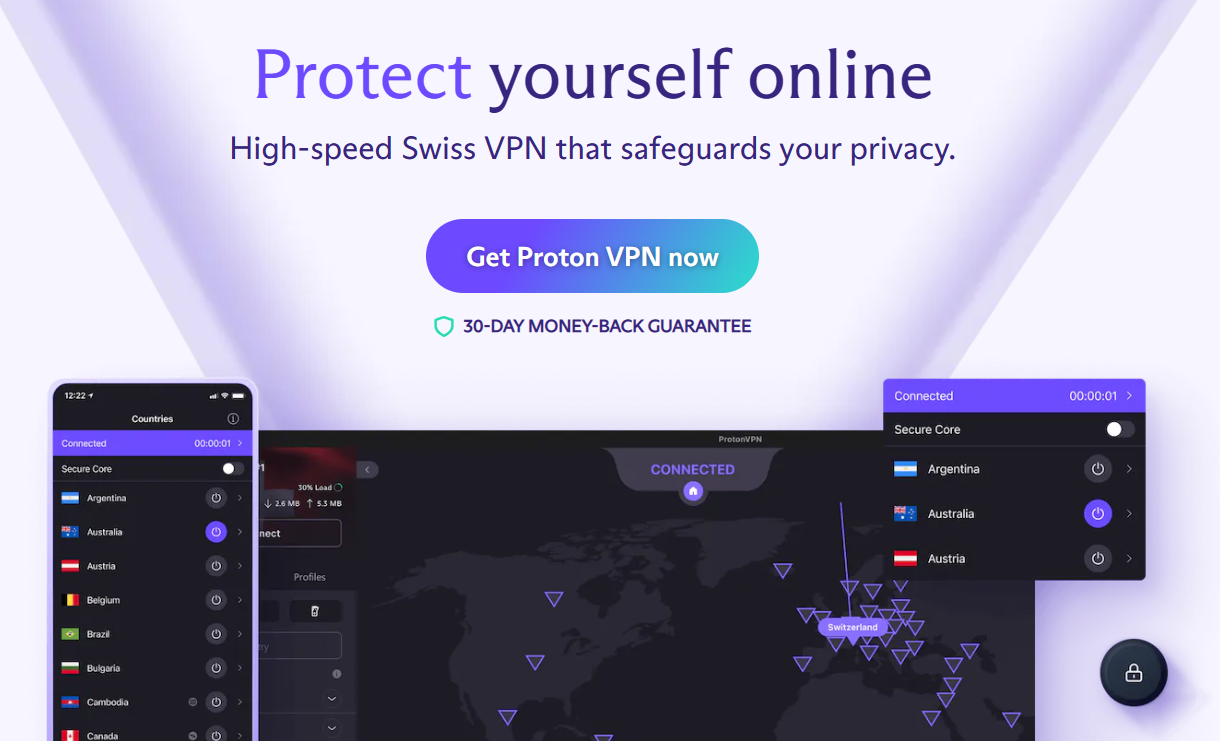 Protect yourself online
High-speed Swiss VPN that safeguards your privacy.
Get Proton VPN now
30-DAY MONEY-BACK GUARANTEE
12:22
Countries
Connected 00:00:01
Secure Core
Argentina
Australia
Austria
Belgium
Brazil
Bulgaria
Cambodia
Canada
ProtonVPN
#1
30% Load
↓ 2.6 MB ↑ 5.3 MB
nect
Profiles
CONNECTED
Switzerland
Connected 00:00:01
Secure Core
Argentina
Australia
Austria